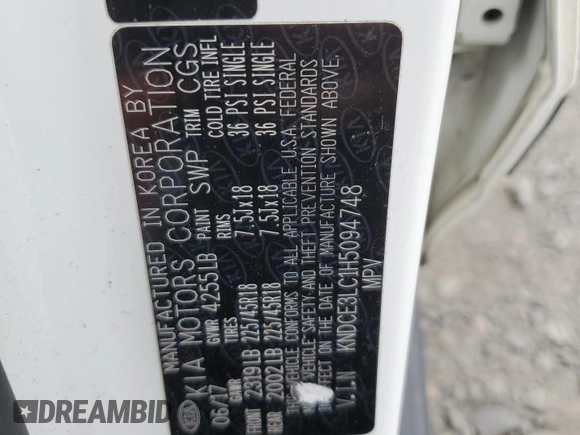 MANUFACTURED IN KOREA BY
KIA MOTORS CORPORATION
06/17 GVWR 4255LB PAINT SWP TRIM CGS
GAWR TIRES RIMS COLD TIRE INFL
FRONT 2389LB 225/45R18 7.5Jx18 36 PSI SINGLE
REAR 2002LB 225/45R18 7.5Jx18 36 PSI SINGLE
THIS VEHICLE CONFORMS TO ALL APPLICABLE U.S.A. FEDERAL
VEHICLE SAFETY AND THEFT PREVENTION STANDARDS
IN EFFECT ON THE DATE OF MANUFACTURE SHOWN ABOVE.
V.I.N KNDCE3LC1H5094748
MPV
DREAMBID